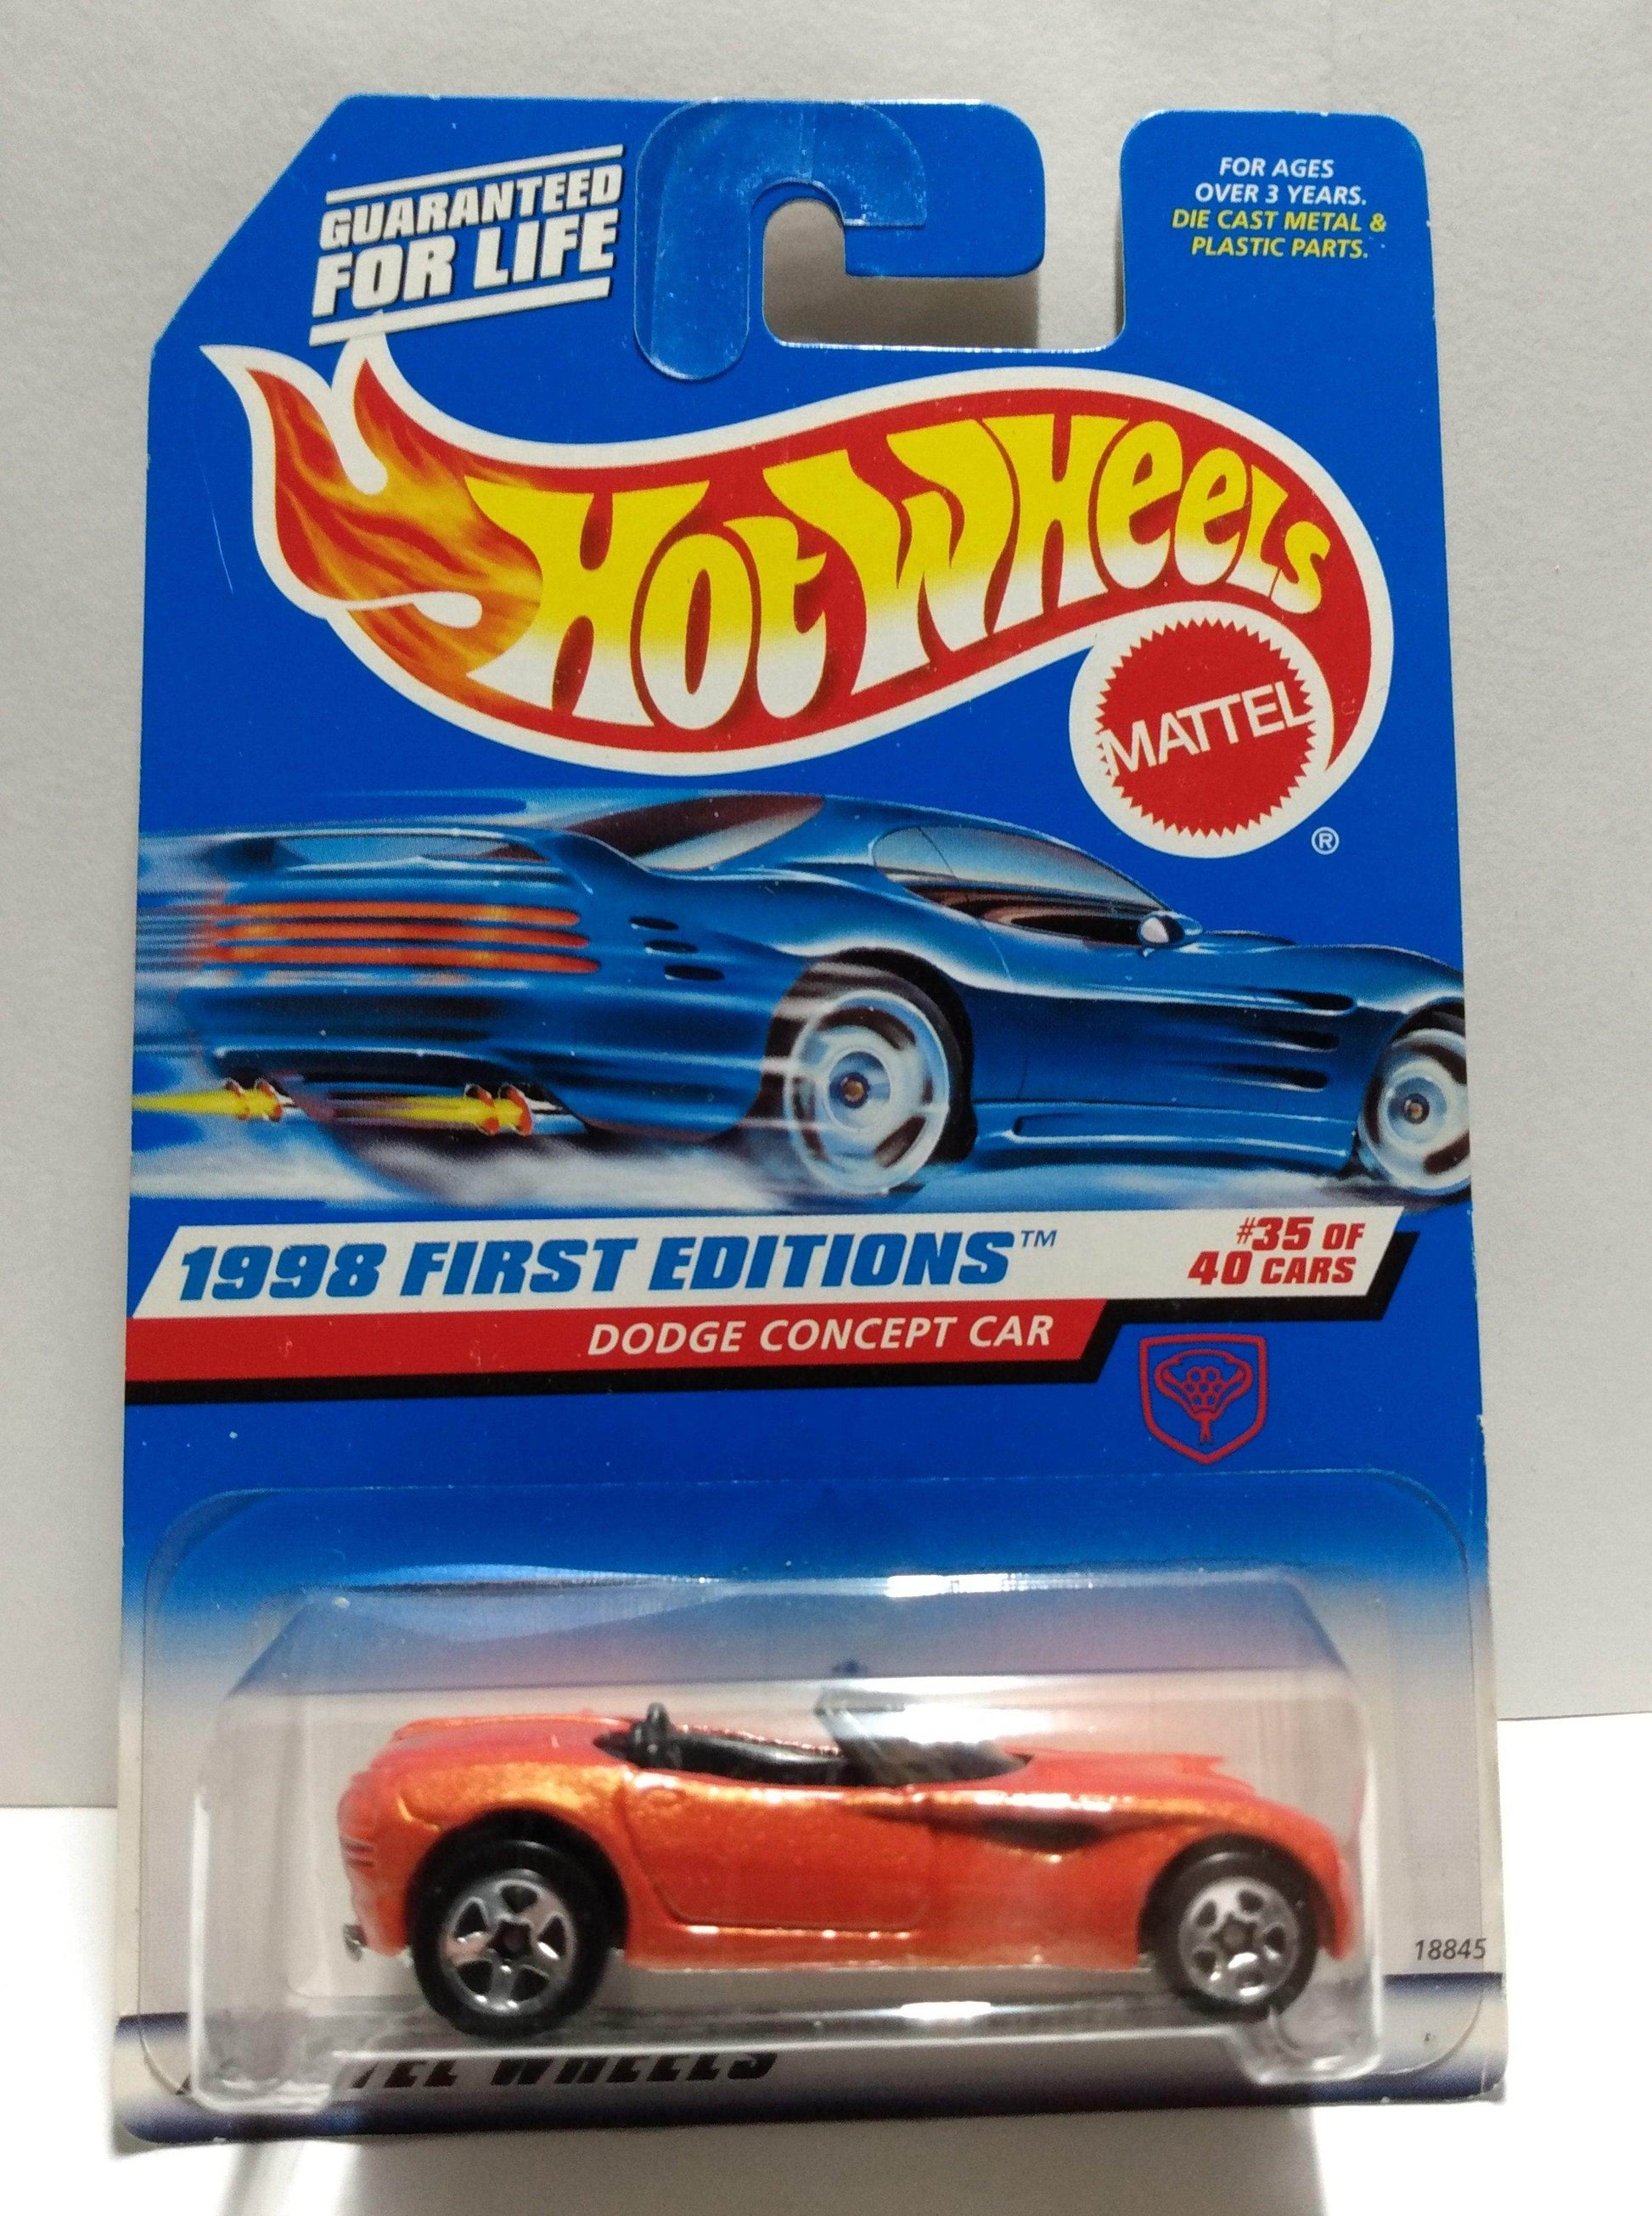 GUARANTEED
FOR LIFE
FOR AGES
OVER 3 YEARS.
DIE CAST METAL &
PLASTIC PARTS.
HOT WHEELS
MATTEL
®
1998 FIRST EDITIONS™
#35 OF
40 CARS
DODGE CONCEPT CAR
18845
WHEELS